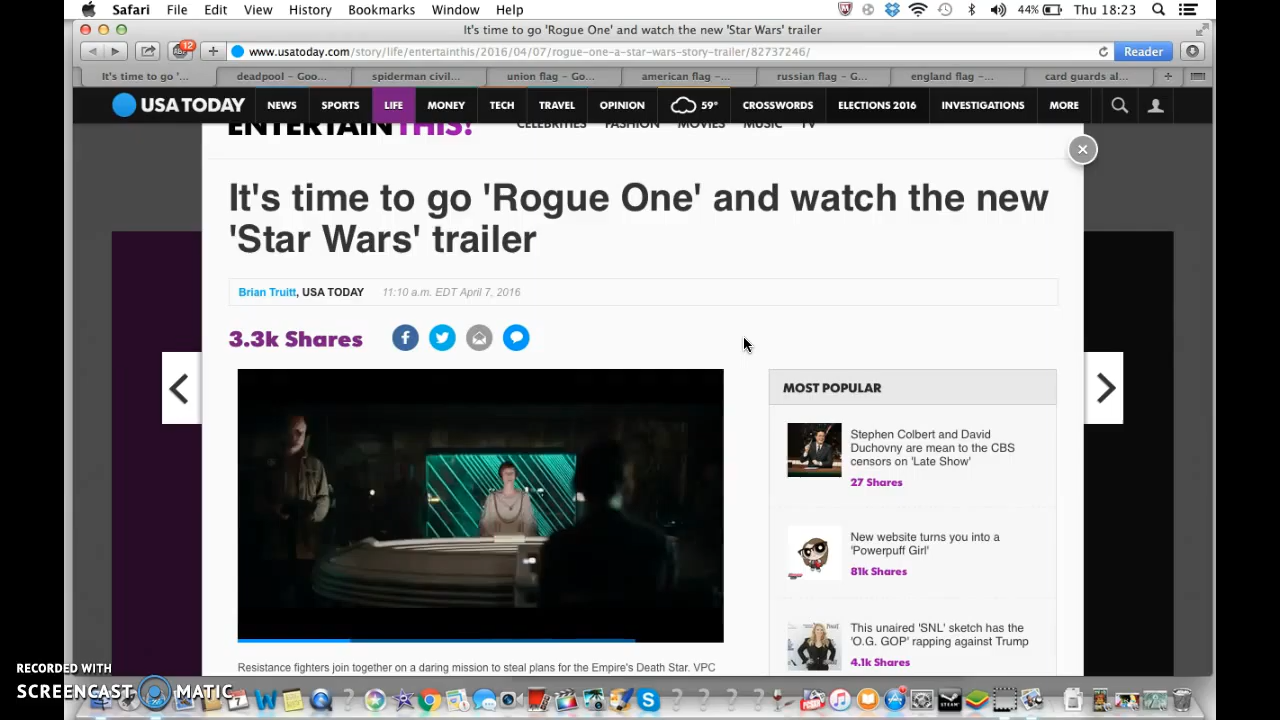 Safari File Edit View History Bookmarks Window Help 44% Thu 18:23
It's time to go 'Rogue One' and watch the new 'Star Wars' trailer
12 www.usatoday.com/story/life/entertainthis/2016/04/07/rogue-one-a-star-wars-story-trailer/82737246/ Reader
It's time to go '... deadpool – Goo... spiderman civil... union flag – Go... american flag –... russian flag – G... england flag –... card guards al...
USA TODAY NEWS SPORTS LIFE MONEY TECH TRAVEL OPINION 59° CROSSWORDS ELECTIONS 2016 INVESTIGATIONS MORE
ENTERTAINTHIS! CELEBRITIES FASHION MOVIES MUSIC TV
It's time to go 'Rogue One' and watch the new
'Star Wars' trailer
Brian Truitt, USA TODAY 11:10 a.m. EDT April 7, 2016
3.3k Shares
MOST POPULAR
Stephen Colbert and David
Duchovny are mean to the CBS
censors on 'Late Show'
27 Shares
New website turns you into a
'Powerpuff Girl'
81k Shares
This unaired 'SNL' sketch has the
'O.G. GOP' rapping against Trump
4.1k Shares
Resistance fighters join together on a daring mission to steal plans for the Empire's Death Star. VPC
RECORDED WITH
SCREENCAST MATIC